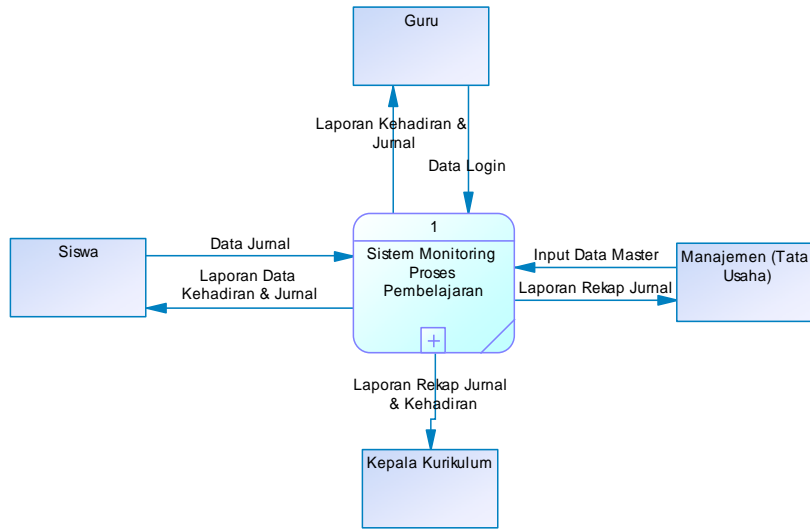 Guru
Laporan Kehadiran &
Jurnal
Data Login
1
Sistem Monitoring
Proses
Pembelajaran
Siswa
Data Jurnal
Laporan Data
Kehadiran & Jurnal
Input Data Master
Laporan Rekap Jurnal
Manajemen (Tata
Usaha)
Laporan Rekap Jurnal
& Kehadiran
Kepala Kurikulum